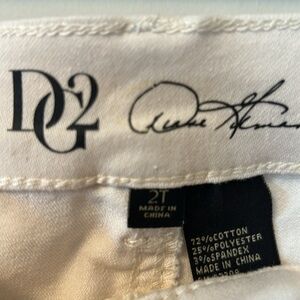 DG2
2T
MADE IN
CHINA
72%COTTON
25%POLYESTER
3%SPANDEX
MADE IN CHINA